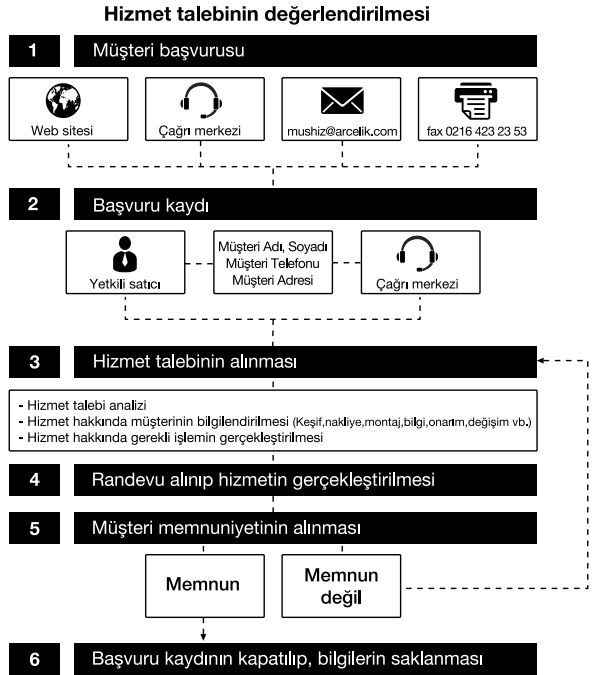 Hizmet talebinin değerlendirilmesi
1 Müşteri başvurusu
Web sitesi
Çağrı merkezi
mushiz@arcelik.com
fax 0216 423 23 53
2 Başvuru kaydı
Yetkili satıcı
Müşteri Adı, Soyadı
Müşteri Telefonu
Müşteri Adresi
Çağrı merkezi
3 Hizmet talebinin alınması
- Hizmet talebi analizi
- Hizmet hakkında müşterinin bilgilendirilmesi (Keşif,nakliye,montaj,bilgi,onarım,değişim vb.)
- Hizmet hakkında gerekli işlemin gerçekleştirilmesi
4 Randevu alınıp hizmetin gerçekleştirilmesi
5 Müşteri memnuniyetinin alınması
Memnun
Memnun
değil
6 Başvuru kaydının kapatılıp, bilgilerin saklanması